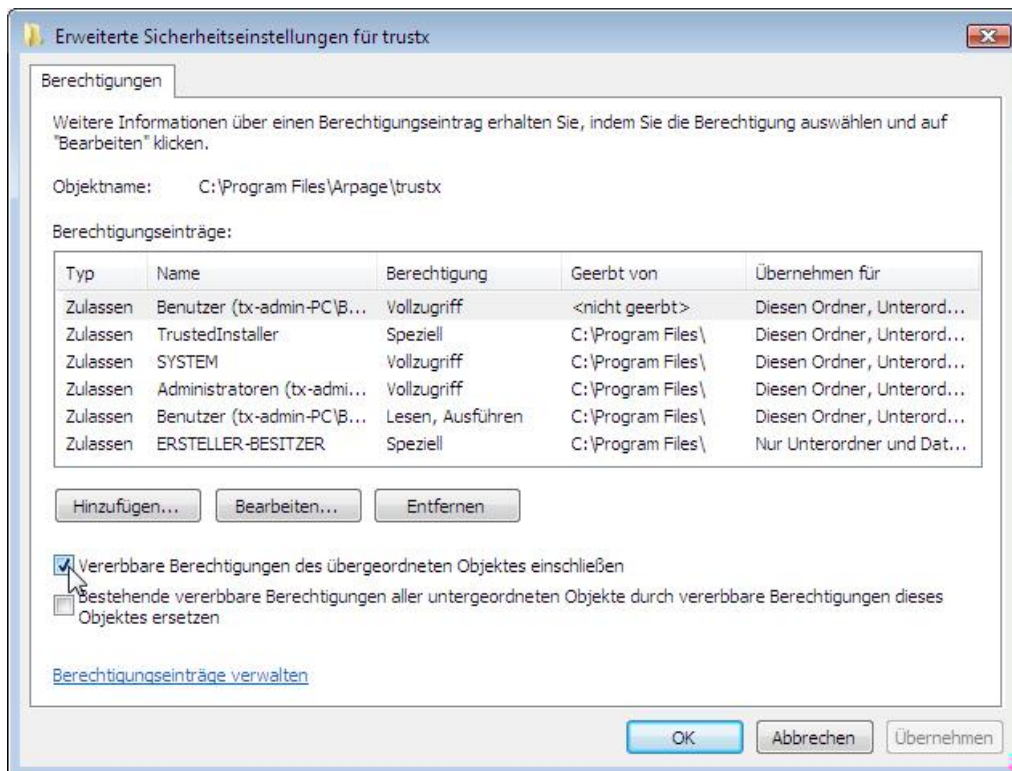 Erweiterte Sicherheitseinstellungen für trustx
Berechtigungen
Weitere Informationen über einen Berechtigungseintrag erhalten Sie, indem Sie die Berechtigung auswählen und auf
"Bearbeiten" klicken.
Objektname: C:\Program Files\Arpage\trustx
Berechtigungseinträge:
Typ Name Berechtigung Geerbt von Übernehmen für
Zulassen Benutzer (tx-admin-PC\B... Vollzugriff <nicht geerbt> Diesen Ordner, Unterord...
Zulassen TrustedInstaller Speziell C:\Program Files\ Diesen Ordner, Unterord...
Zulassen SYSTEM Vollzugriff C:\Program Files\ Diesen Ordner, Unterord...
Zulassen Administratoren (tx-admi... Vollzugriff C:\Program Files\ Diesen Ordner, Unterord...
Zulassen Benutzer (tx-admin-PC\B... Lesen, Ausführen C:\Program Files\ Diesen Ordner, Unterord...
Zulassen ERSTELLER-BESITZER Speziell C:\Program Files\ Nur Unterordner und Dat...
Hinzufügen... Bearbeiten... Entfernen
Vererbbare Berechtigungen des übergeordneten Objektes einschließen
Bestehende vererbbare Berechtigungen aller untergeordneten Objekte durch vererbbare Berechtigungen dieses
Objektes ersetzen
Berechtigungseinträge verwalten
OK Abbrechen Übernehmen